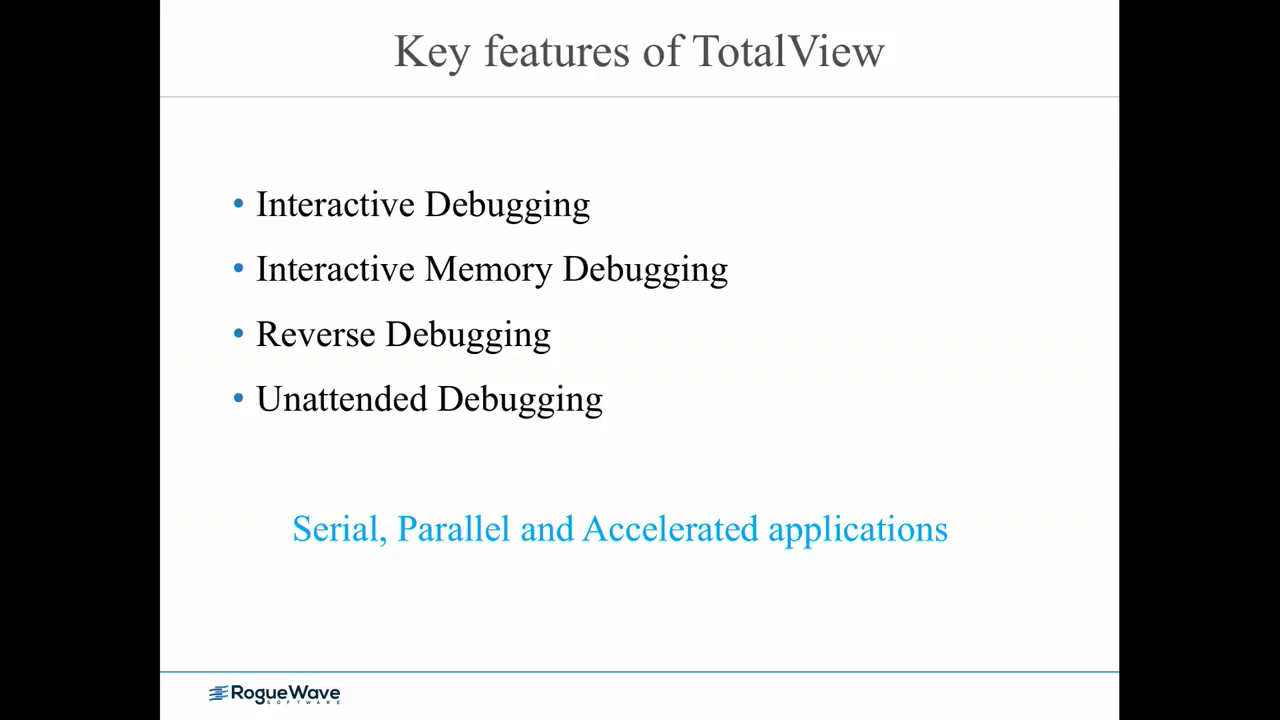 Key features of TotalView
• Interactive Debugging
• Interactive Memory Debugging
• Reverse Debugging
• Unattended Debugging
Serial, Parallel and Accelerated applications
RogueWave
SOFTWARE